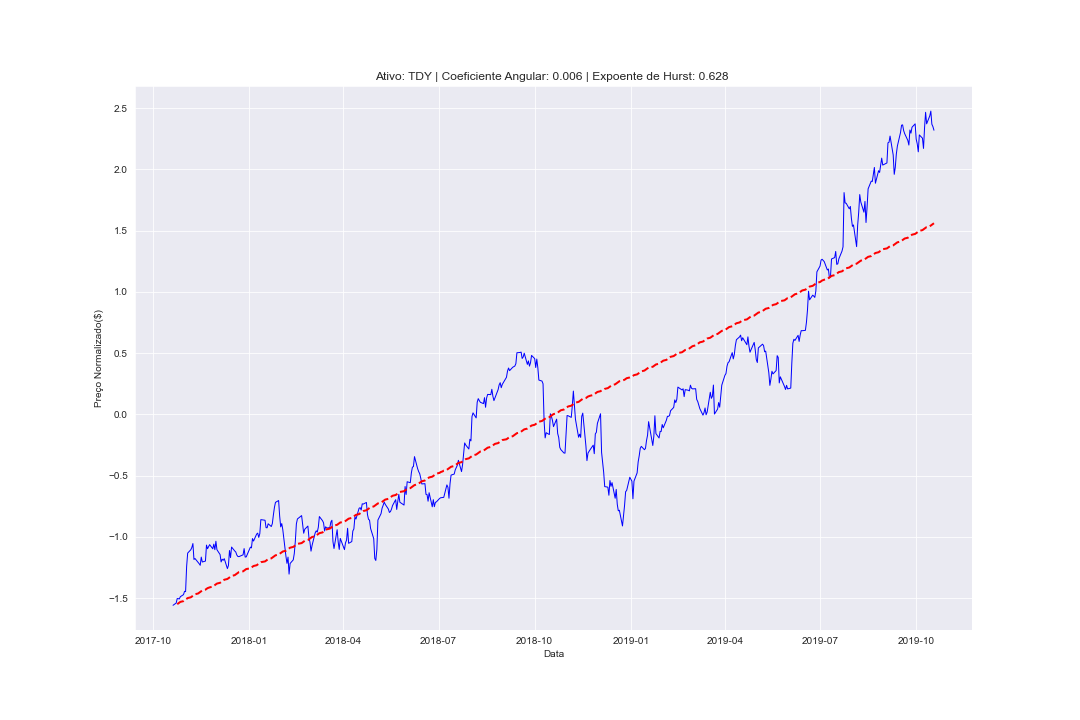 Ativo: TDY | Coeficiente Angular: 0.006 | Expoente de Hurst: 0.628
Preço Normalizado($)
2.5
2.0
1.5
1.0
0.5
0.0
−0.5
−1.0
−1.5
2017-10 2018-01 2018-04 2018-07 2018-10 2019-01 2019-04 2019-07 2019-10
Data